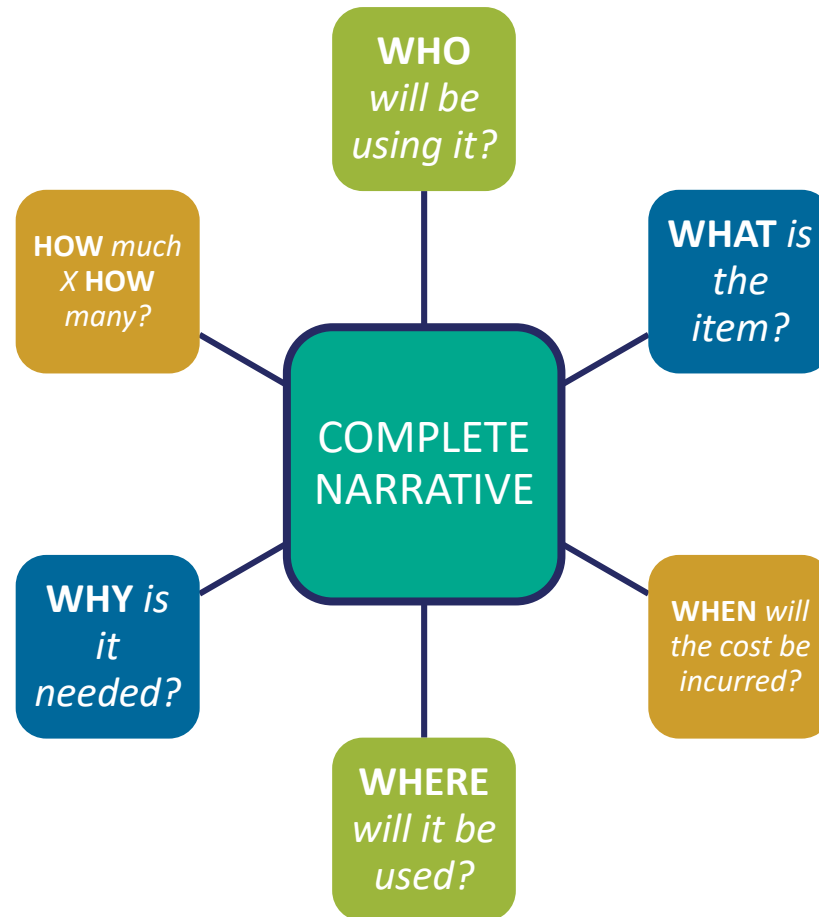 WHO
will be
using it?
WHAT is
the
item?
WHEN will
the cost be
incurred?
WHERE
will it be
used?
WHY is
it
needed?
HOW much
X HOW
many?
COMPLETE
NARRATIVE